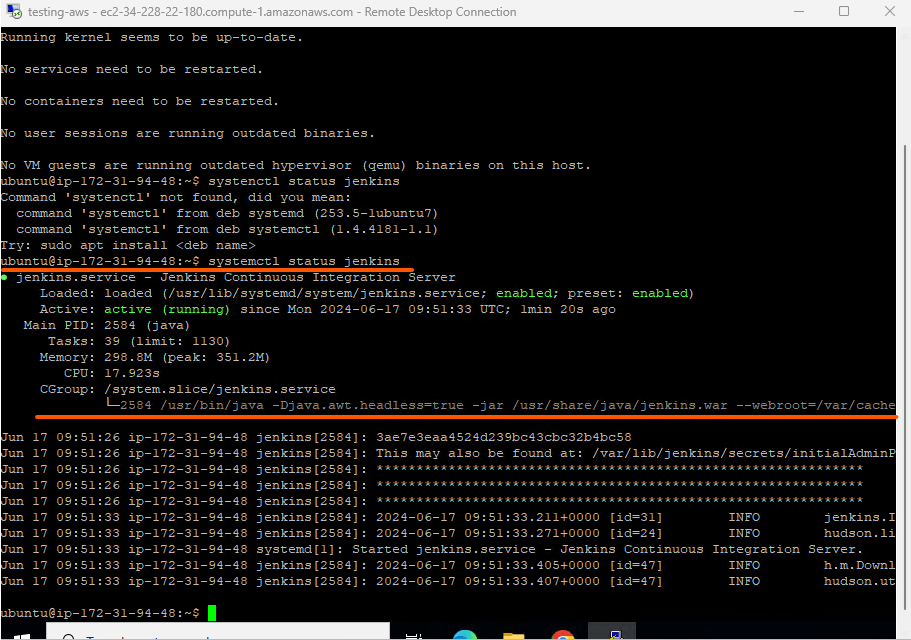 testing-aws - ec2-34-228-22-180.compute-1.amazonaws.com - Remote Desktop Connection
Running kernel seems to be up-to-date.
No services need to be restarted.
No containers need to be restarted.
No user sessions are running outdated binaries.
No VM guests are running outdated hypervisor (qemu) binaries on this host.
ubuntu@ip-172-31-94-48:~$ systenctl status jenkins
Command 'systenctl' not found, did you mean:
  command 'systemctl' from deb systemd (253.5-1ubuntu7)
  command 'systemctl' from deb systemctl (1.4.4181-1.1)
Try: sudo apt install <deb name>
ubuntu@ip-172-31-94-48:~$ systemctl status jenkins
● jenkins.service - Jenkins Continuous Integration Server
     Loaded: loaded (/usr/lib/systemd/system/jenkins.service; enabled; preset: enabled)
     Active: active (running) since Mon 2024-06-17 09:51:33 UTC; 1min 20s ago
   Main PID: 2584 (java)
      Tasks: 39 (limit: 1130)
     Memory: 298.8M (peak: 351.2M)
        CPU: 17.923s
     CGroup: /system.slice/jenkins.service
             └─2584 /usr/bin/java -Djava.awt.headless=true -jar /usr/share/java/jenkins.war --webroot=/var/cache
Jun 17 09:51:26 ip-172-31-94-48 jenkins[2584]: 3ae7e3eaa4524d239bc43cbc32b4bc58
Jun 17 09:51:26 ip-172-31-94-48 jenkins[2584]: This may also be found at: /var/lib/jenkins/secrets/initialAdminP
Jun 17 09:51:26 ip-172-31-94-48 jenkins[2584]: *************************************************************
Jun 17 09:51:26 ip-172-31-94-48 jenkins[2584]: *************************************************************
Jun 17 09:51:26 ip-172-31-94-48 jenkins[2584]: *************************************************************
Jun 17 09:51:33 ip-172-31-94-48 jenkins[2584]: 2024-06-17 09:51:33.211+0000 [id=31]        INFO        jenkins.I
Jun 17 09:51:33 ip-172-31-94-48 jenkins[2584]: 2024-06-17 09:51:33.271+0000 [id=24]        INFO        hudson.li
Jun 17 09:51:33 ip-172-31-94-48 systemd[1]: Started jenkins.service - Jenkins Continuous Integration Server.
Jun 17 09:51:33 ip-172-31-94-48 jenkins[2584]: 2024-06-17 09:51:33.405+0000 [id=47]        INFO        h.m.Downl
Jun 17 09:51:33 ip-172-31-94-48 jenkins[2584]: 2024-06-17 09:51:33.407+0000 [id=47]        INFO        hudson.ut
ubuntu@ip-172-31-94-48:~$